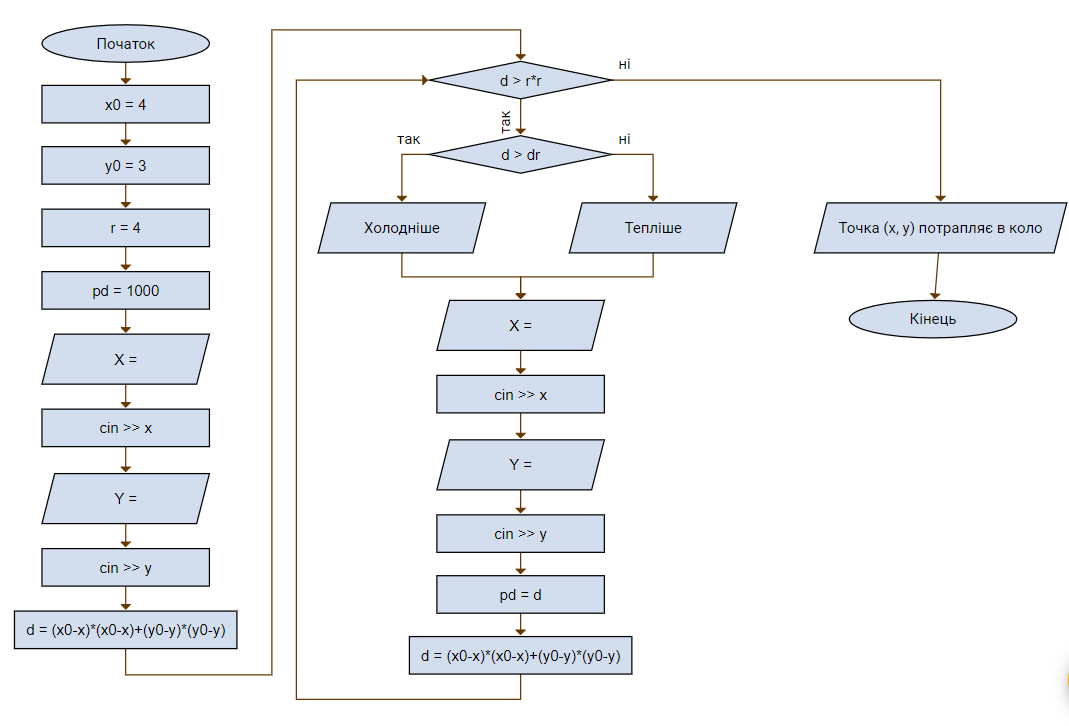 Початок
x0 = 4
y0 = 3
r = 4
pd = 1000
X =
cin >> x
Y =
cin >> y
d = (x0-x)*(x0-x)+(y0-y)*(y0-y)
d > r*r
ні
так
d > dr
так
ні
Холодніше
Тепліше
X =
cin >> x
Y =
cin >> y
pd = d
d = (x0-x)*(x0-x)+(y0-y)*(y0-y)
Точка (x, y) потрапляє в коло
Кінець